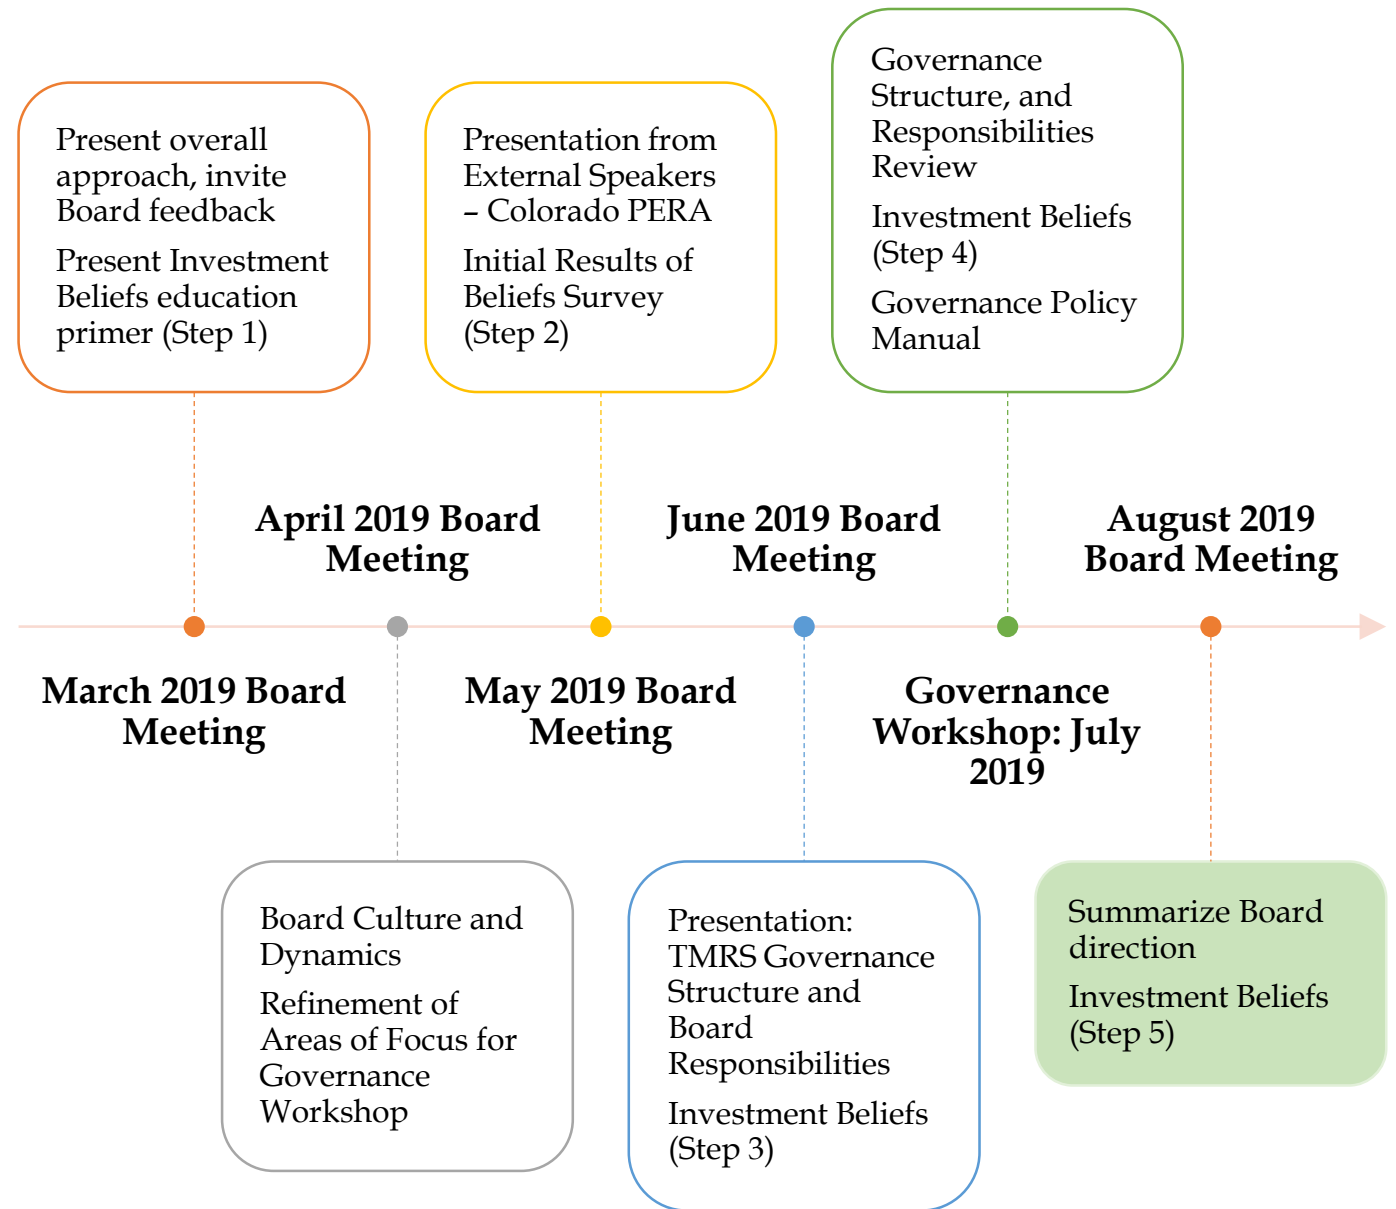 Present overall
approach, invite
Board feedback
Present Investment
Beliefs education
primer (Step 1)
Presentation from
External Speakers
– Colorado PERA
Initial Results of
Beliefs Survey
(Step 2)
Governance
Structure, and
Responsibilities
Review
Investment Beliefs
(Step 4)
Governance Policy
Manual
April 2019 Board
Meeting
June 2019 Board
Meeting
August 2019
Board Meeting
March 2019 Board
Meeting
May 2019 Board
Meeting
Governance
Workshop: July
2019
Board Culture and
Dynamics
Refinement of
Areas of Focus for
Governance
Workshop
Presentation:
TMRS Governance
Structure and
Board
Responsibilities
Investment Beliefs
(Step 3)
Summarize Board
direction
Investment Beliefs
(Step 5)